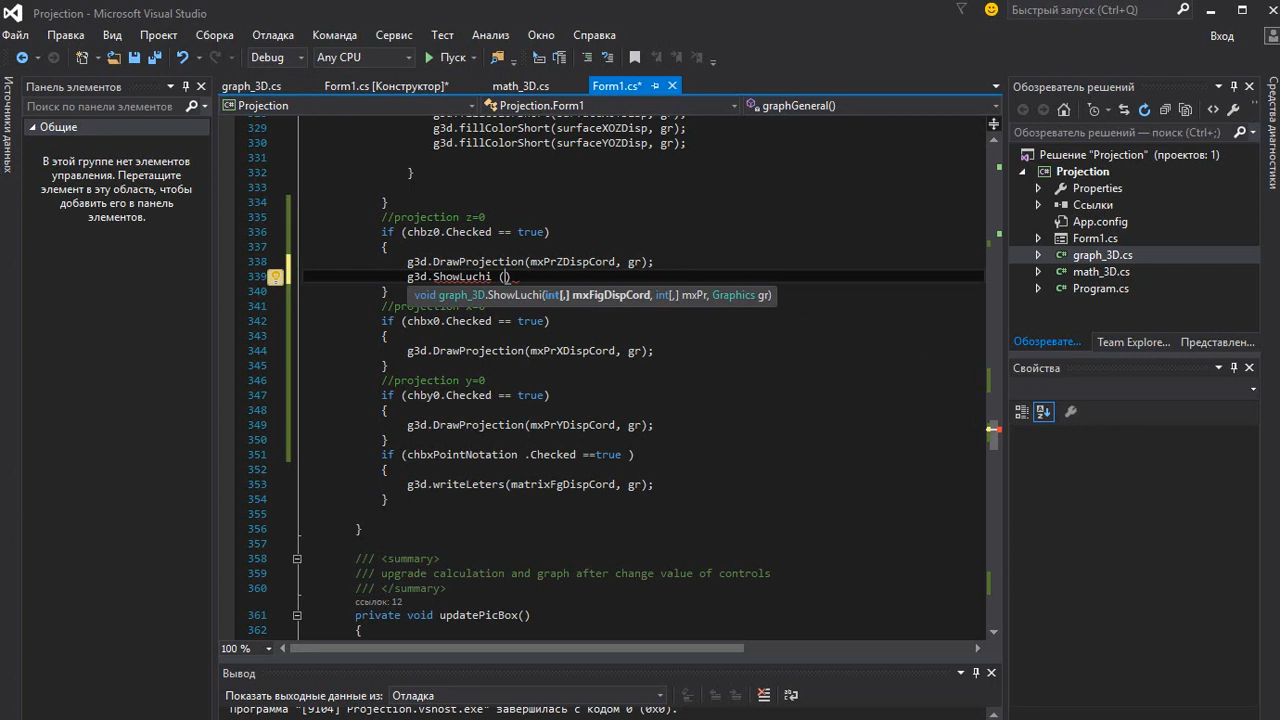 Projection - Microsoft Visual Studio
Быстрый запуск (Ctrl+Q)
Файл Правка Вид Проект Сборка Отладка Команда Сервис Тест Анализ Окно Справка
Вход
Debug Any CPU Пуск
Источники данных
Панель элементов
Поиск по панели элементов
Общие
В этой группе нет элементов
управления. Перетащите
элемент в эту область, чтобы
добавить его в панель
элементов.
graph_3D.cs Form1.cs [Конструктор]* math_3D.cs Form1.cs*
Projection Projection.Form1 graphGeneral()
329 g3d.fillColorShort(surfaceXOZDisp, gr);
330 g3d.fillColorShort(surfaceYOZDisp, gr);
331
332 }
333
334 }
335 //projection z=0
336 if (chbz0.Checked == true)
337 {
338 g3d.DrawProjection(mxPrZDispCord, gr);
339 g3d.ShowLuchi ()
void graph_3D.ShowLuchi(int[,] mxFigDispCord, int[,] mxPr, Graphics gr)
340 }
341 //projection x=0
342 if (chbx0.Checked == true)
343 {
344 g3d.DrawProjection(mxPrXDispCord, gr);
345 }
346 //projection y=0
347 if (chby0.Checked == true)
348 {
349 g3d.DrawProjection(mxPrYDispCord, gr);
350 }
351 if (chbxPointNotation .Checked ==true )
352 {
353 g3d.writeLeters(matrixFgDispCord, gr);
354 }
355
356 }
357
358 /// <summary>
359 /// upgrade calculation and graph after change value of controls
360 /// </summary>
ссылок: 12
361 private void updatePicBox()
362 {
100 %
Вывод
Показать выходные данные из: Отладка
Программа "[9104] Projection.vshost.exe" завершилась с кодом 0 (0x0).
Обозреватель решений
Обозреватель решений — поиск (Ctrl+;)
Решение "Projection" (проектов: 1)
Projection
Properties
Ссылки
App.config
Form1.cs
graph_3D.cs
math_3D.cs
Program.cs
Обозревате... Team Explore... Представлен...
Свойства
Средства диагностики